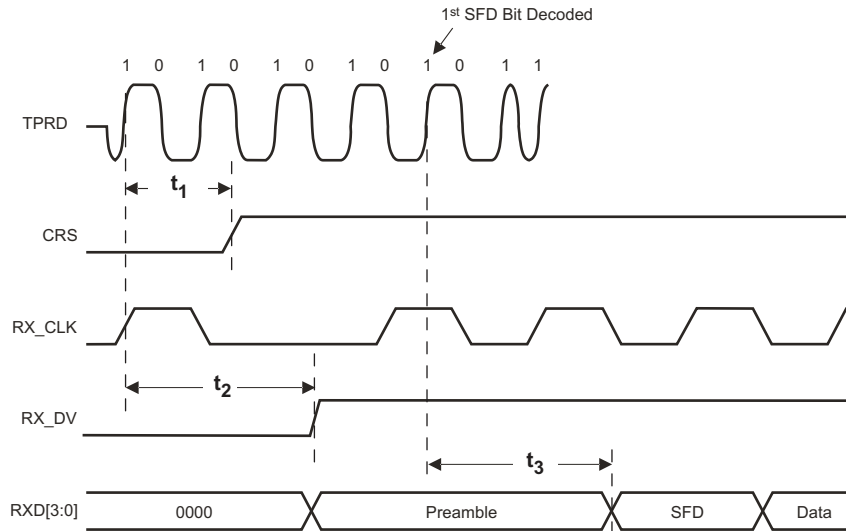 1st SFD Bit Decoded
1 0 1 0 1 0 1 0 1 0 1 1
TPRD
t1
CRS
RX_CLK
t2
RX_DV
t3
RXD[3:0] 0000 Preamble SFD Data